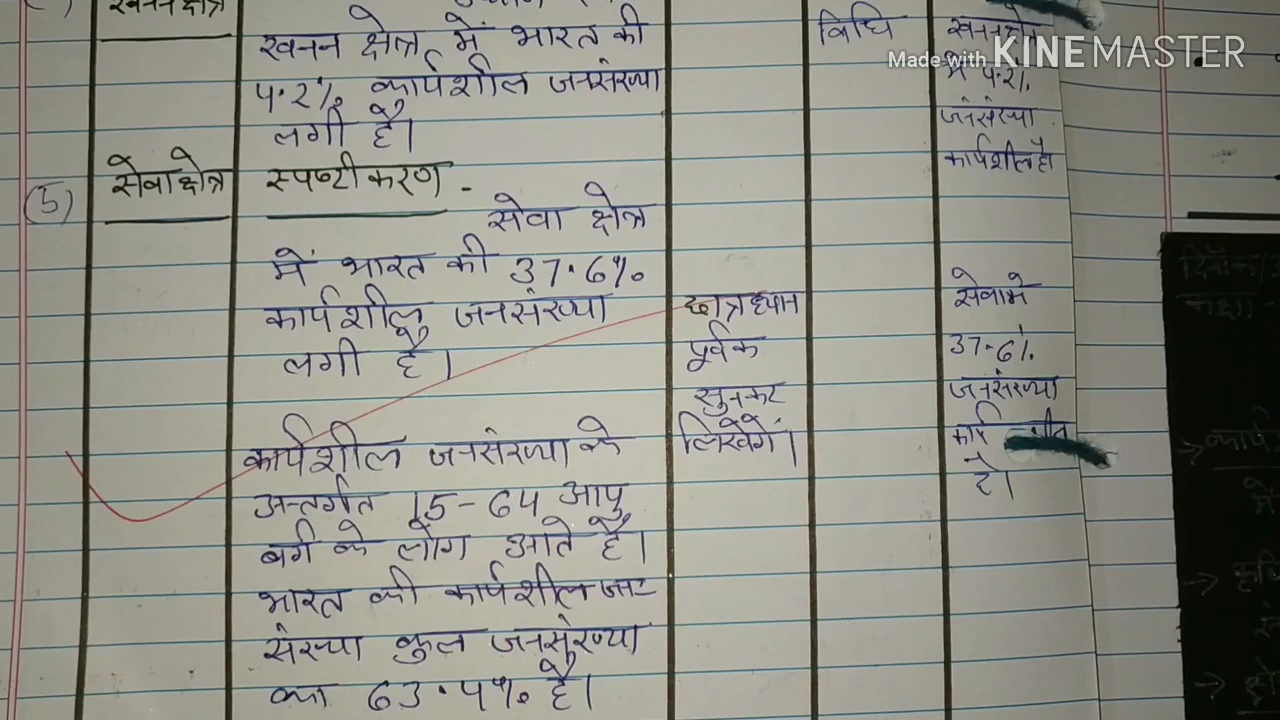 खनन क्षेत्र
खनन क्षेत्र में भारत की
4.2% कार्यशील जनसंख्या
लगी है।
विधि
खनन क्षेत्र
में 4.2%
जनसंख्या
कार्यशील है
Made with KINEMASTER
(5)
सेवा क्षेत्र
स्पष्टीकरण -
सेवा क्षेत्र
में भारत की 37.6%
कार्यशील जनसंख्या
लगी है।
कार्यशील जनसंख्या के
अन्तर्गत 15-64 आयु
वर्ग के लोग आते है।
भारत की कार्यशील जन-
संख्या कुल जनसंख्या
का 63.4% है।
छात्र ध्यान
पूर्वक
सुनकर
लिखेगें।
सेवा में
37.6%
जनसंख्या
है।